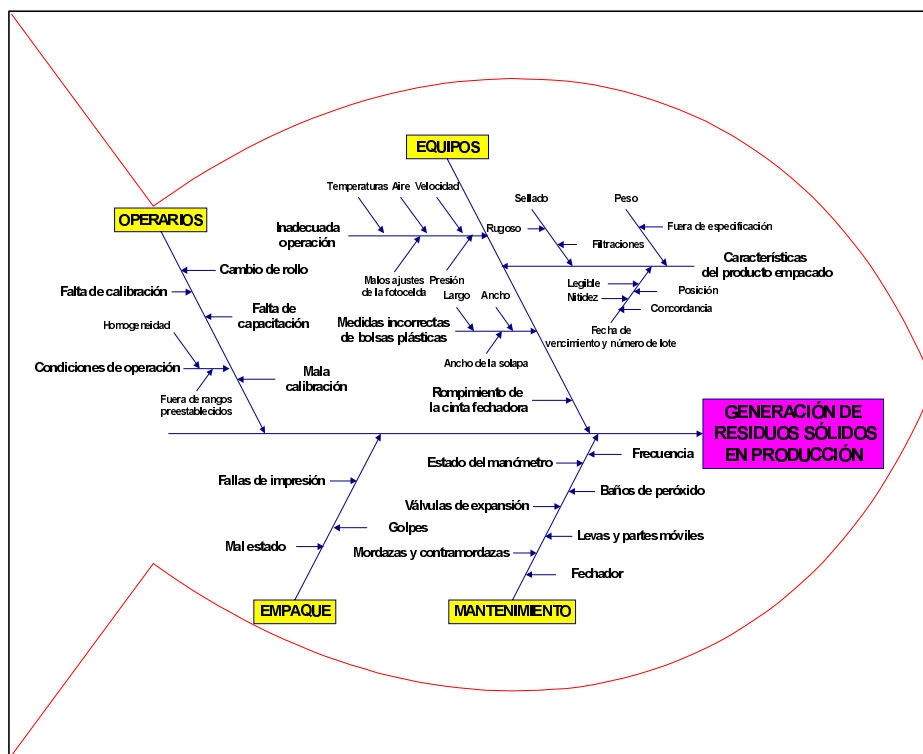 EQUIPOS
Temperaturas
Aire
Velocidad
Sellado
Peso
OPERARIOS
Rugoso
Fuera de especificación
Inadecuada
operación
Filtraciones
Características
del producto empacado
Cambio de rollo
Malos ajustes
de la fotocelda
Presión
Legible
Posición
Falta de calibración
Largo
Ancho
Nitidez
Concordancia
Falta de
capacitación
Homogeneidad
Medidas incorrectas
de bolsas plásticas
Fecha de
vencimiento y número de lote
Ancho de la solapa
Condiciones de operación
Mala
calibración
Fuera de rangos
preestablecidos
Rompimiento de
la cinta fechadora
GENERACIÓN DE
RESIDUOS SÓLIDOS
EN PRODUCCIÓN
Frecuencia
Estado del manómetro
Fallas de impresión
Baños de peróxido
Válvulas de expansión
Golpes
Levas y partes móviles
Mal estado
Mordazas y contramordazas
Fechador
EMPAQUE
MANTENIMIENTO